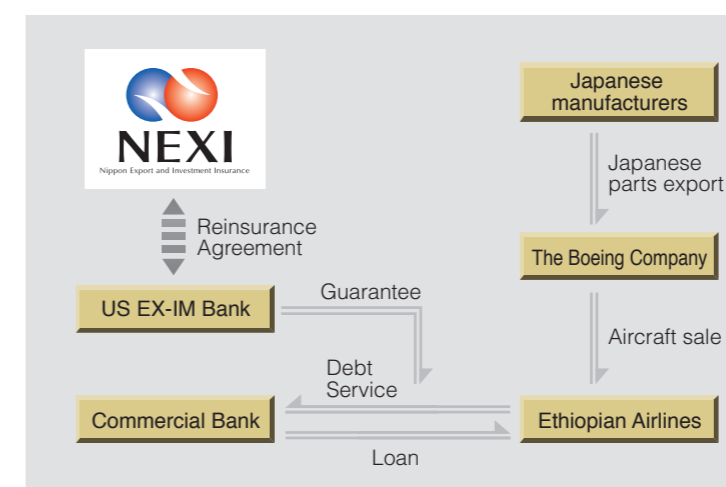 NEXI
Nippon Export and Investment Insurance
Japanese
manufacturers
Japanese
parts export
Reinsurance
Agreement
The Boeing Company
US EX-IM Bank
Guarantee
Aircraft sale
Debt
Service
Commercial Bank
Ethiopian Airlines
Loan